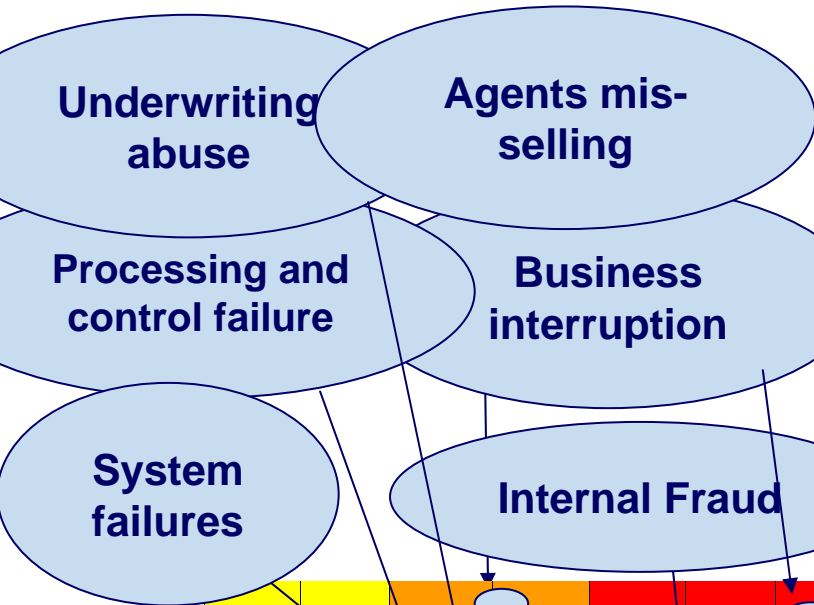 Underwriting
abuse
Agents mis-
selling
Processing and
control failure
Business
interruption
System
failures
Internal Fraud